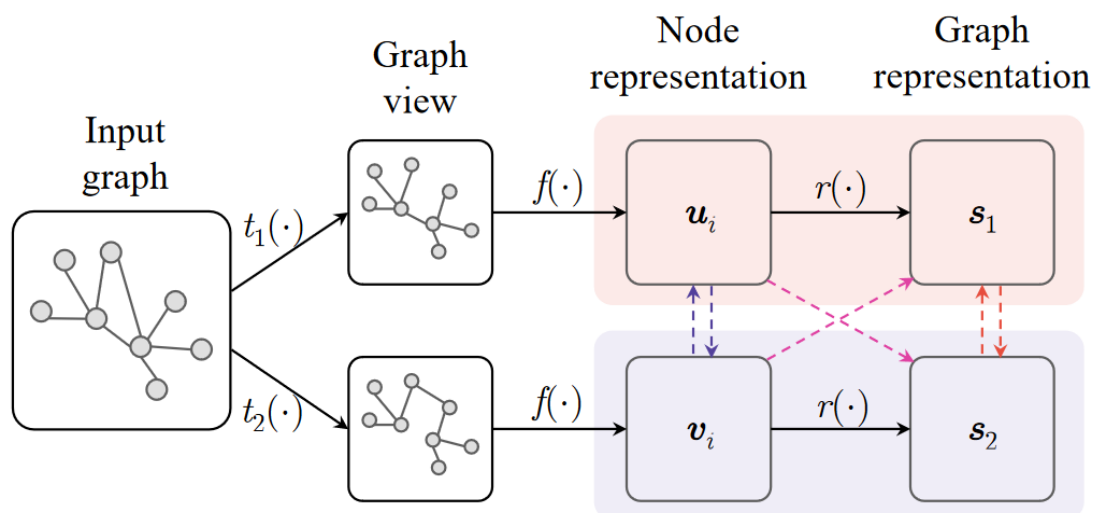 Node
representation
Graph
representation
Graph
view
Input
graph
t₁(·)
f(·)
uᵢ
r(·)
s₁
t₂(·)
f(·)
vᵢ
r(·)
s₂